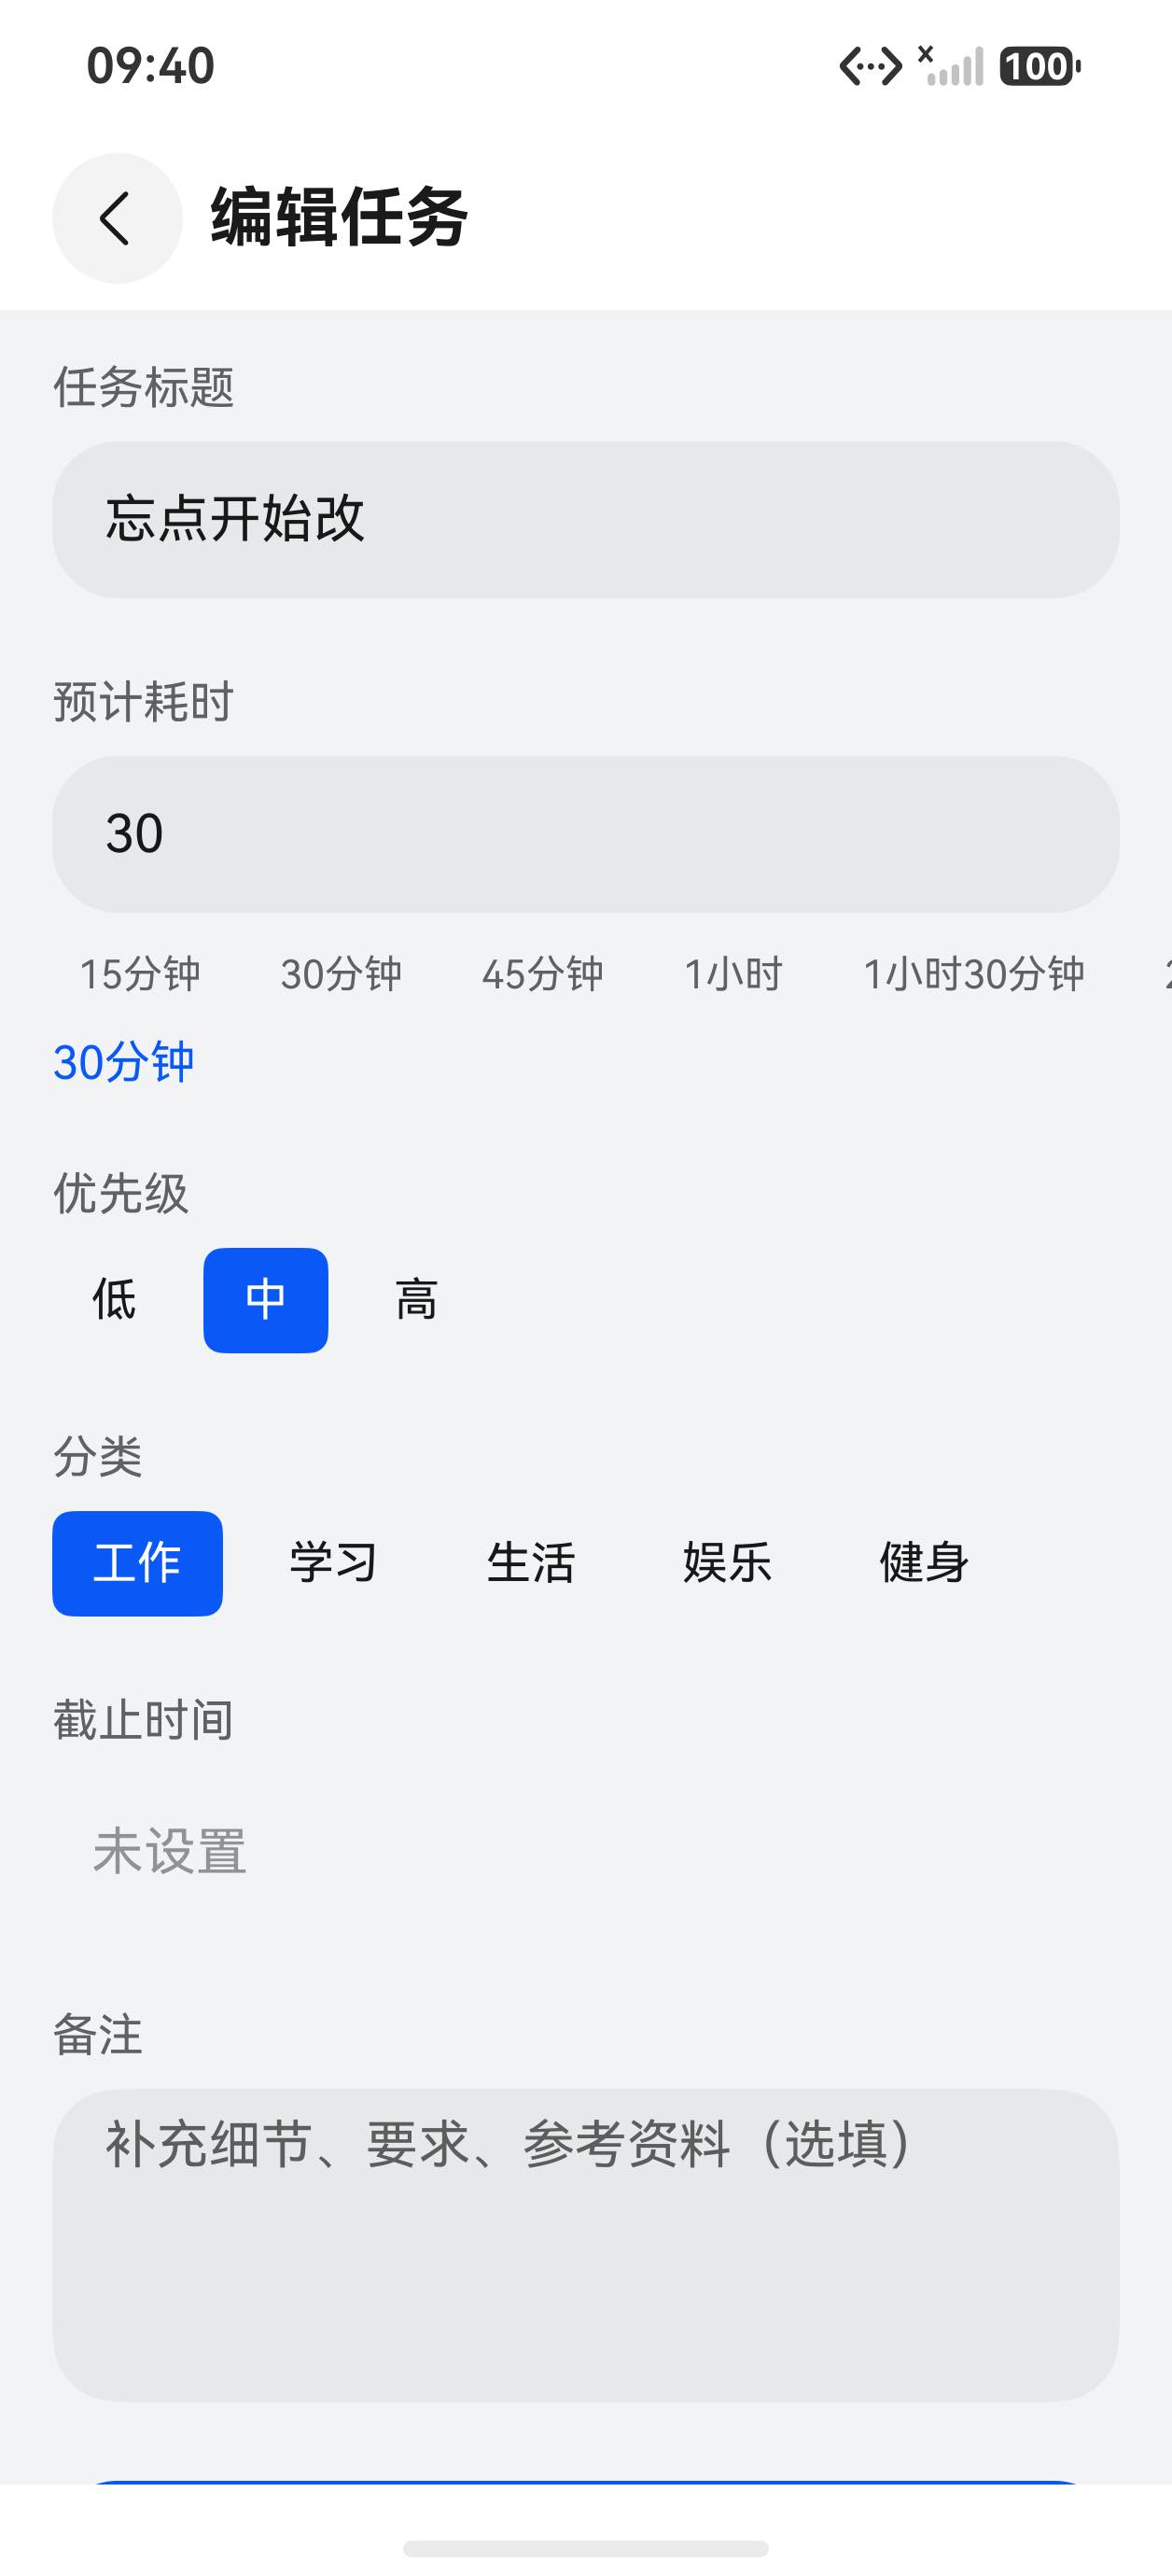 09:40
100
编辑任务
任务标题
忘点开始改
预计耗时
30
15分钟 30分钟 45分钟 1小时 1小时30分钟
30分钟
优先级
低 中 高
分类
工作 学习 生活 娱乐 健身
截止时间
未设置
备注
补充细节、要求、参考资料（选填）